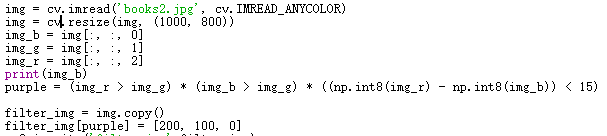 img = cv.imread('books2.jpg', cv.IMREAD_ANYCOLOR)
img = cv.resize(img, (1000, 800))
img_b = img[:, :, 0]
img_g = img[:, :, 1]
img_r = img[:, :, 2]
print(img_b)
purple = (img_r > img_g) * (img_b > img_g) * ((np.int8(img_r) - np.int8(img_b)) < 15)
filter_img = img.copy()
filter_img[purple] = [200, 100, 0]